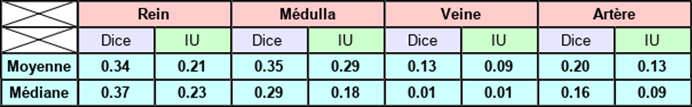 Rein Médulla Veine Artère
Dice IU Dice IU Dice IU Dice IU
Moyenne 0.34 0.21 0.35 0.29 0.13 0.09 0.20 0.13
Médiane 0.37 0.23 0.29 0.18 0.01 0.01 0.16 0.09